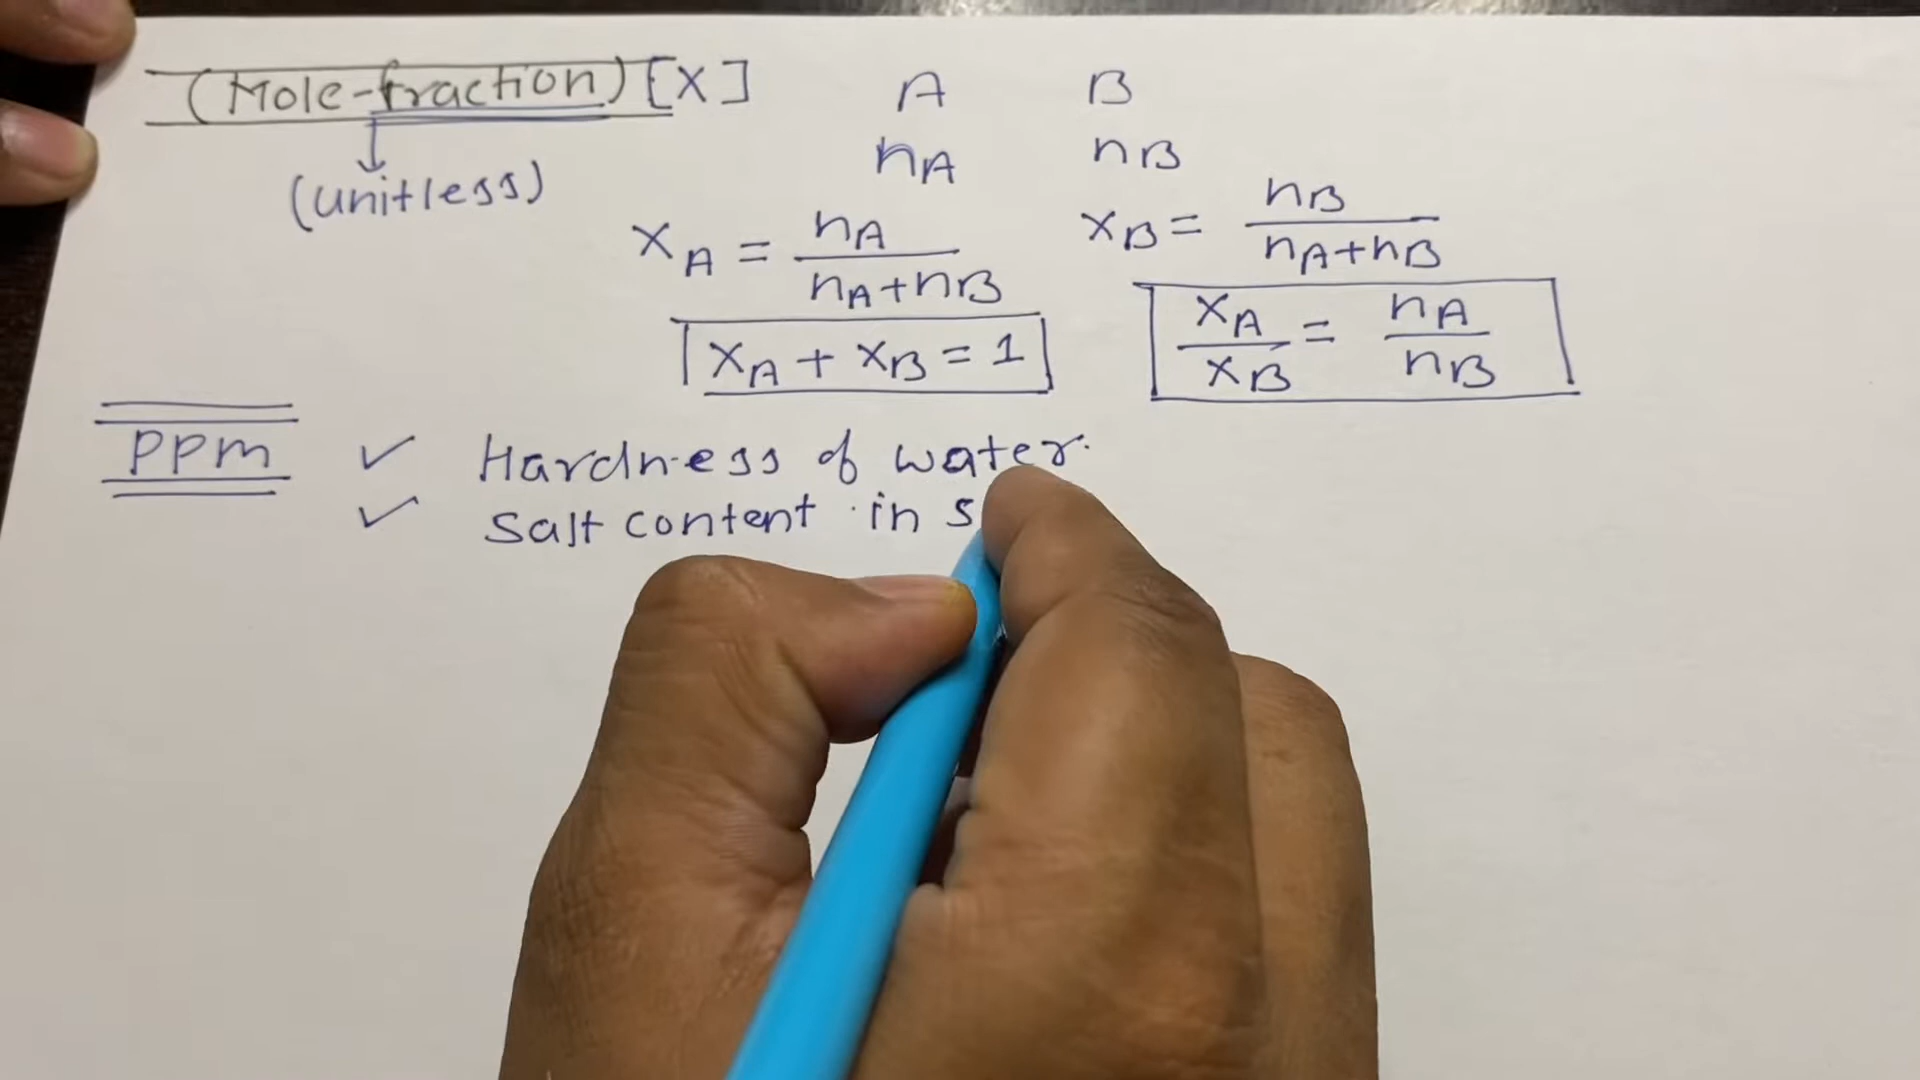 (Mole-fraction) [X] A B
(unitless) nA nB
xA = nA / nA+nB xB = nB / nA+nB
xA + xB = 1 xA / xB = nA / nB
PPm ✓ Hardness of water.
✓ Salt content in s